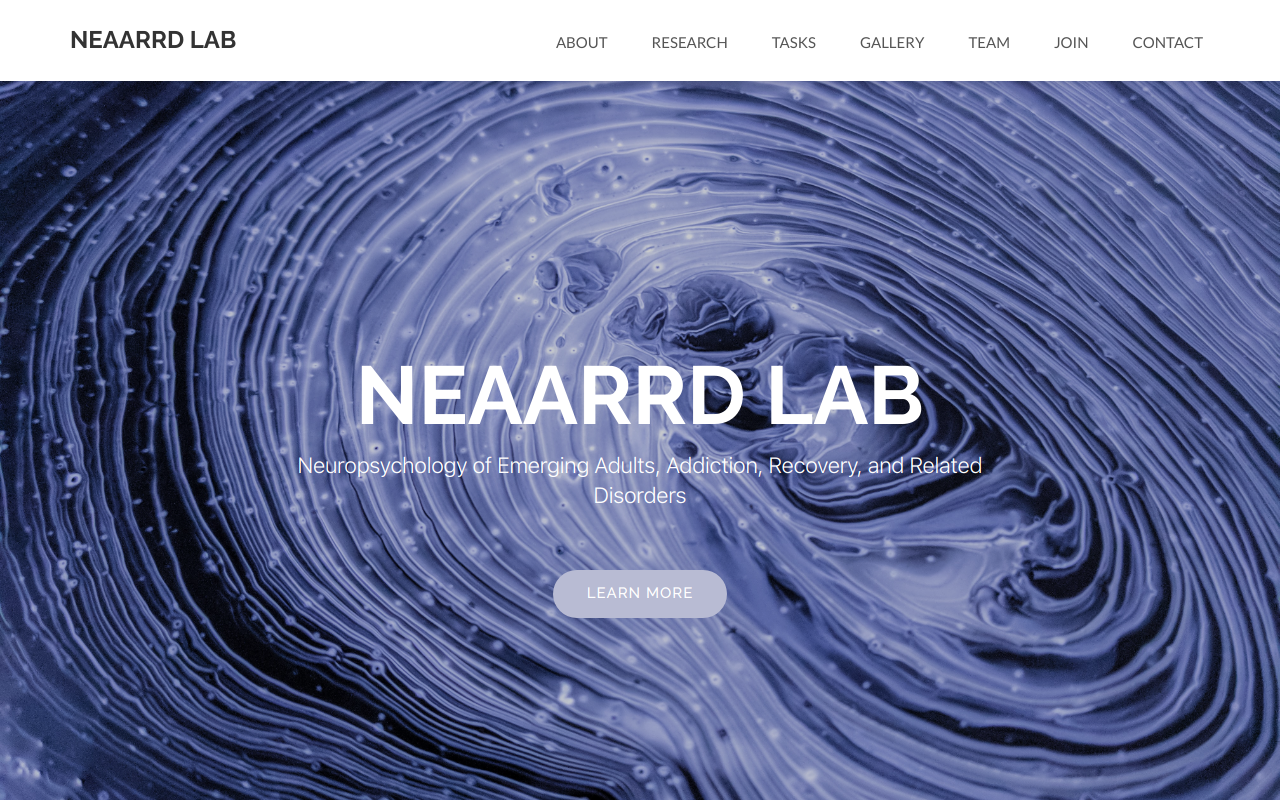 NEAARRD LAB
ABOUT RESEARCH TASKS GALLERY TEAM JOIN CONTACT
NEAARRD LAB
Neuropsychology of Emerging Adults, Addiction, Recovery, and Related
Disorders
LEARN MORE